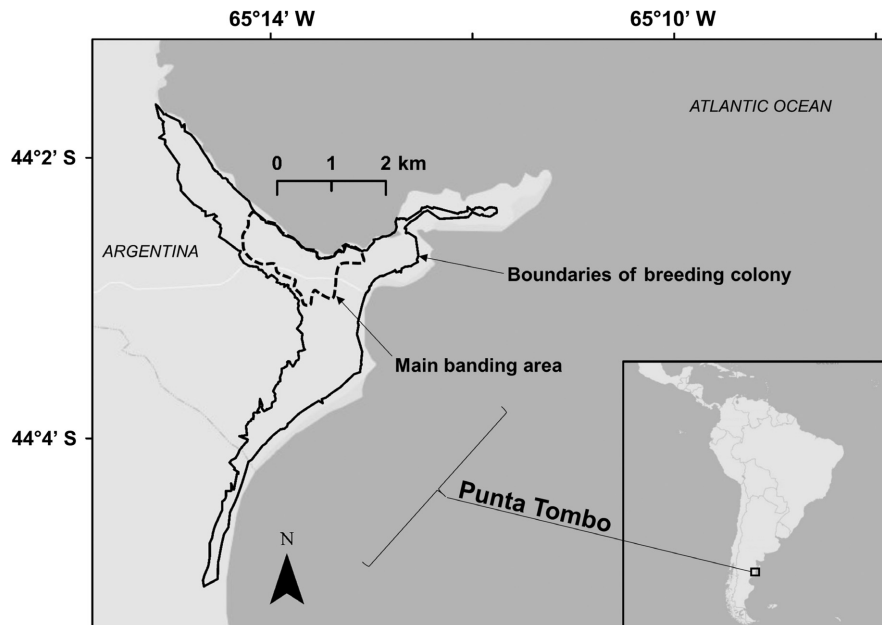 65°14’ W
65°10’ W
ATLANTIC OCEAN
44°2’ S
0 1 2 km
ARGENTINA
Boundaries of breeding colony
Main banding area
44°4’ S
Punta Tombo
N